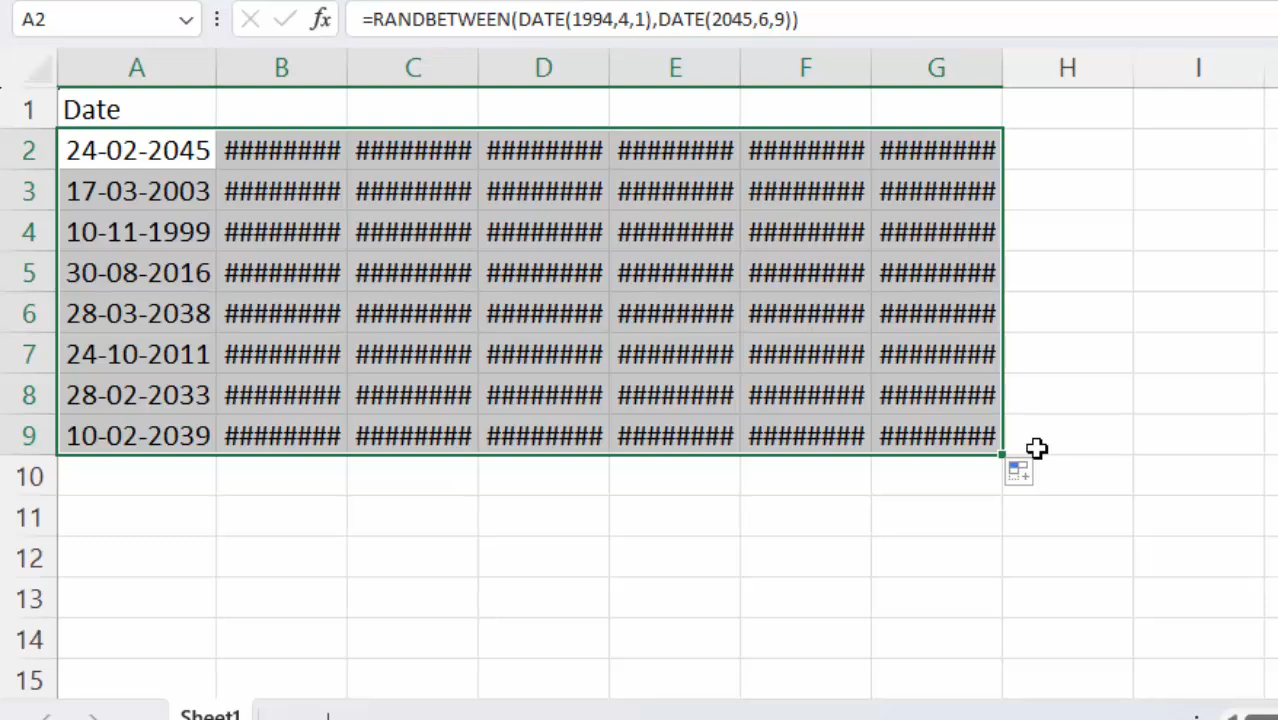 A2 fx =RANDBETWEEN(DATE(1994,4,1),DATE(2045,6,9))
A B C D E F G H I
1 Date
2 24-02-2045 ######## ######## ######## ######## ######## ########
3 17-03-2003 ######## ######## ######## ######## ######## ########
4 10-11-1999 ######## ######## ######## ######## ######## ########
5 30-08-2016 ######## ######## ######## ######## ######## ########
6 28-03-2038 ######## ######## ######## ######## ######## ########
7 24-10-2011 ######## ######## ######## ######## ######## ########
8 28-02-2033 ######## ######## ######## ######## ######## ########
9 10-02-2039 ######## ######## ######## ######## ######## ########
10
11
12
13
14
15
Sheet1